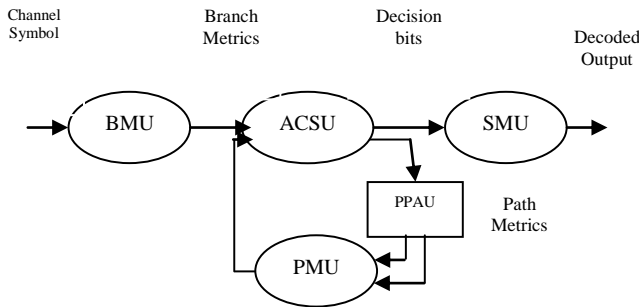 Channel
Symbol
Branch
Metrics
Decision
bits
Decoded
Output
BMU
ACSU
SMU
PPAU
Path
Metrics
PMU